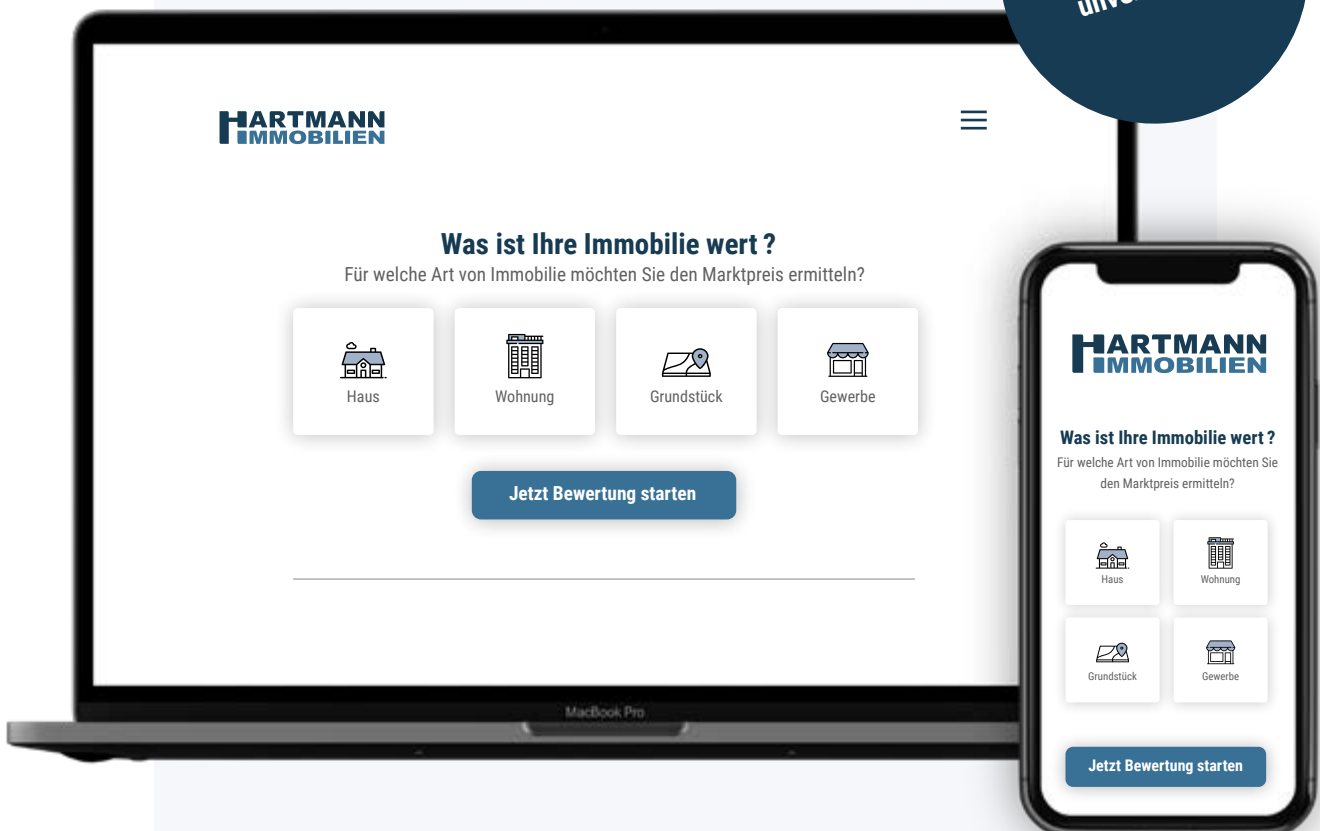 HARTMANN
IMMOBILIEN
Was ist Ihre Immobilie wert ?
Für welche Art von Immobilie möchten Sie den Marktpreis ermitteln?
Haus
Wohnung
Grundstück
Gewerbe
Jetzt Bewertung starten
MacBook Pro
HARTMANN
IMMOBILIEN
Was ist Ihre Immobilie wert ?
Für welche Art von Immobilie möchten Sie
den Marktpreis ermitteln?
Haus
Wohnung
Grundstück
Gewerbe
Jetzt Bewertung starten